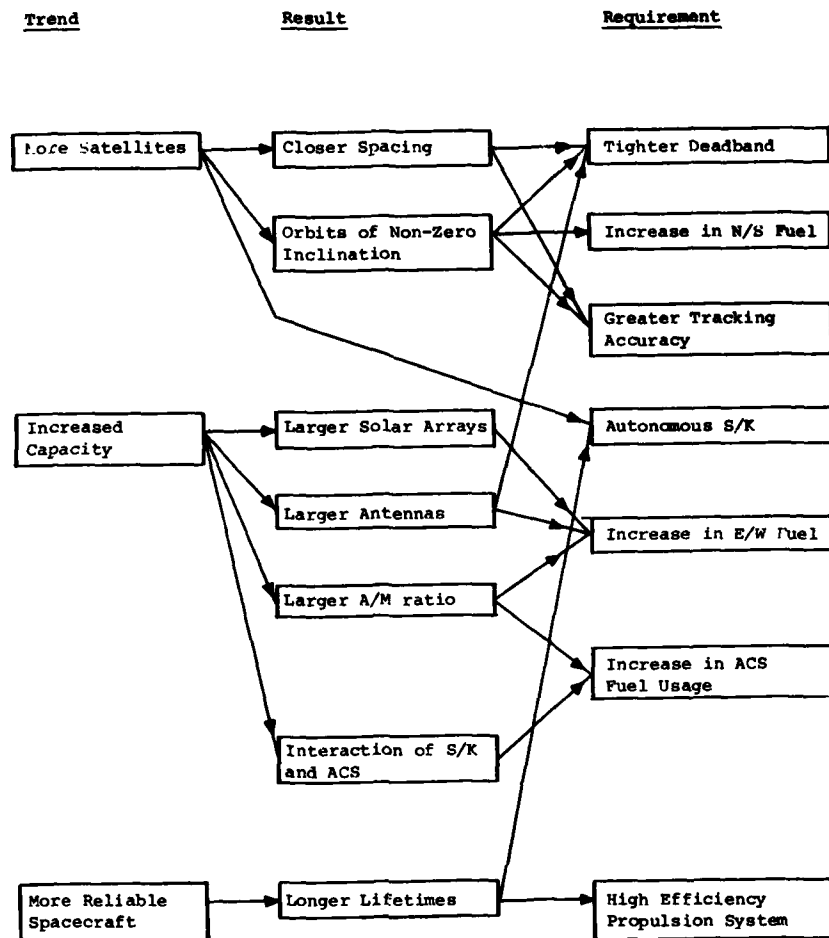 Trend
Result
Requirement
More Satellites
Closer Spacing
Tighter Deadband
Orbits of Non-Zero
Inclination
Increase in N/S Fuel
Greater Tracking
Accuracy
Increased
Capacity
Larger Solar Arrays
Autonomous S/K
Larger Antennas
Increase in E/W Fuel
Larger A/M ratio
Increase in ACS
Fuel Usage
Interaction of S/K
and ACS
More Reliable
Spacecraft
Longer Lifetimes
High Efficiency
Propulsion System